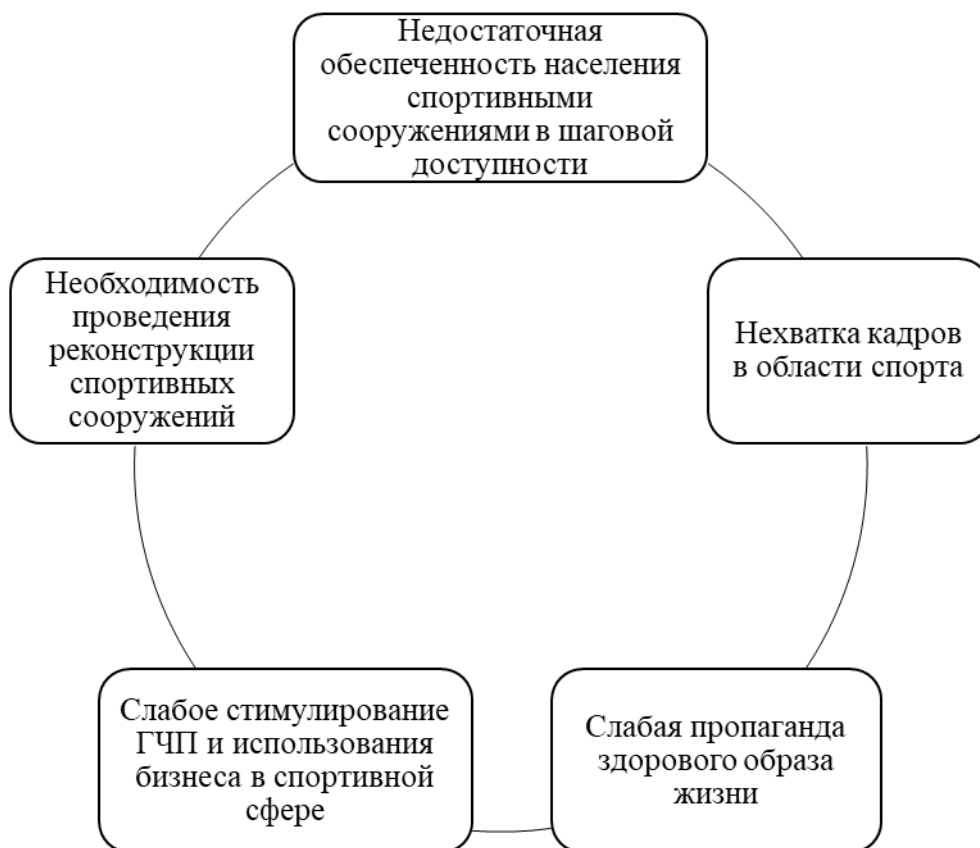 Недостаточная
обеспеченность населения
спортивными
сооружениями в шаговой
доступности
Необходимость
проведения
реконструкции
спортивных
сооружений
Нехватка кадров
в области спорта
Слабое стимулирование
ГЧП и использования
бизнеса в спортивной
сфере
Слабая пропаганда
здорового образа
жизни